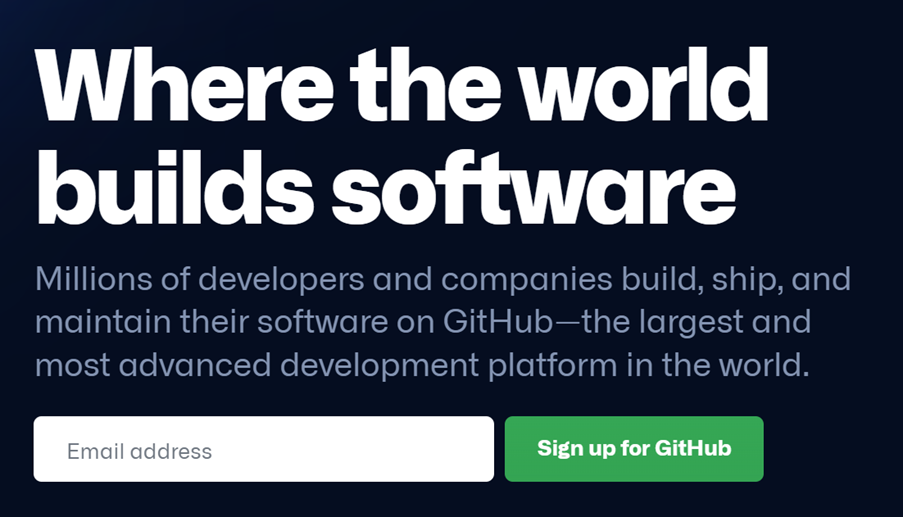 Where the world
builds software
Millions of developers and companies build, ship, and
maintain their software on GitHub—the largest and
most advanced development platform in the world.
Email address
Sign up for GitHub